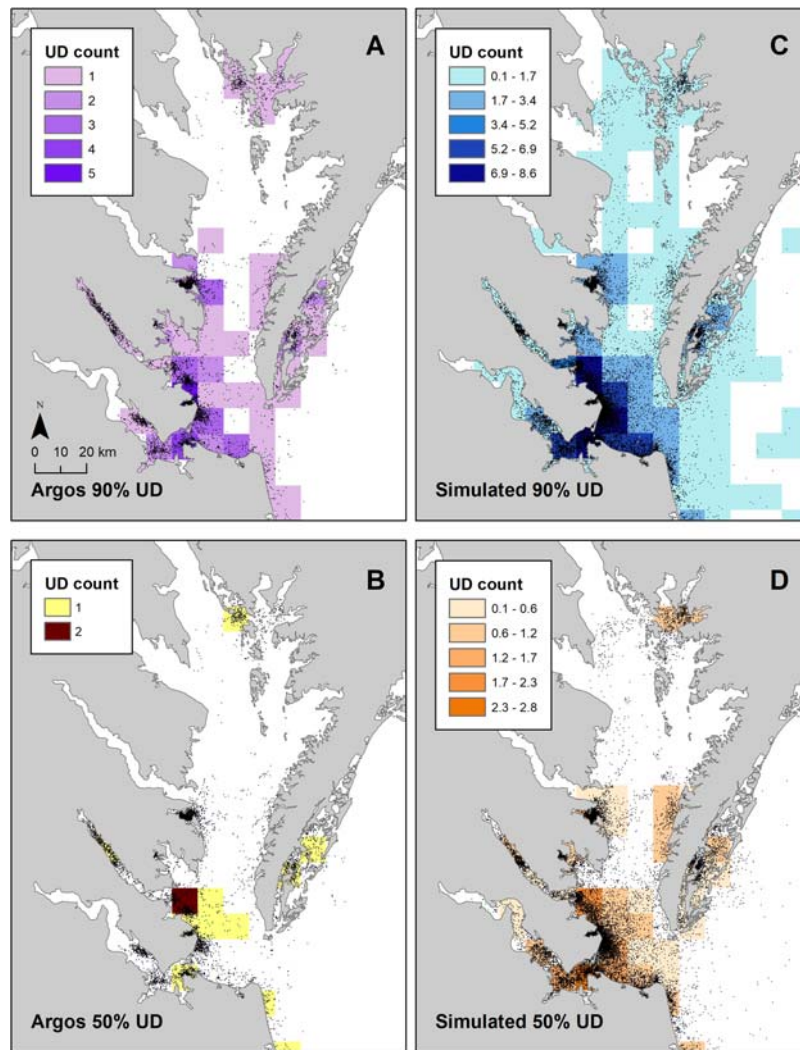 A
UD count
1
2
3
4
5
N
0 10 20 km
Argos 90% UD
C
UD count
0.1 - 1.7
1.7 - 3.4
3.4 - 5.2
5.2 - 6.9
6.9 - 8.6
Simulated 90% UD
B
UD count
1
2
Argos 50% UD
D
UD count
0.1 - 0.6
0.6 - 1.2
1.2 - 1.7
1.7 - 2.3
2.3 - 2.8
Simulated 50% UD